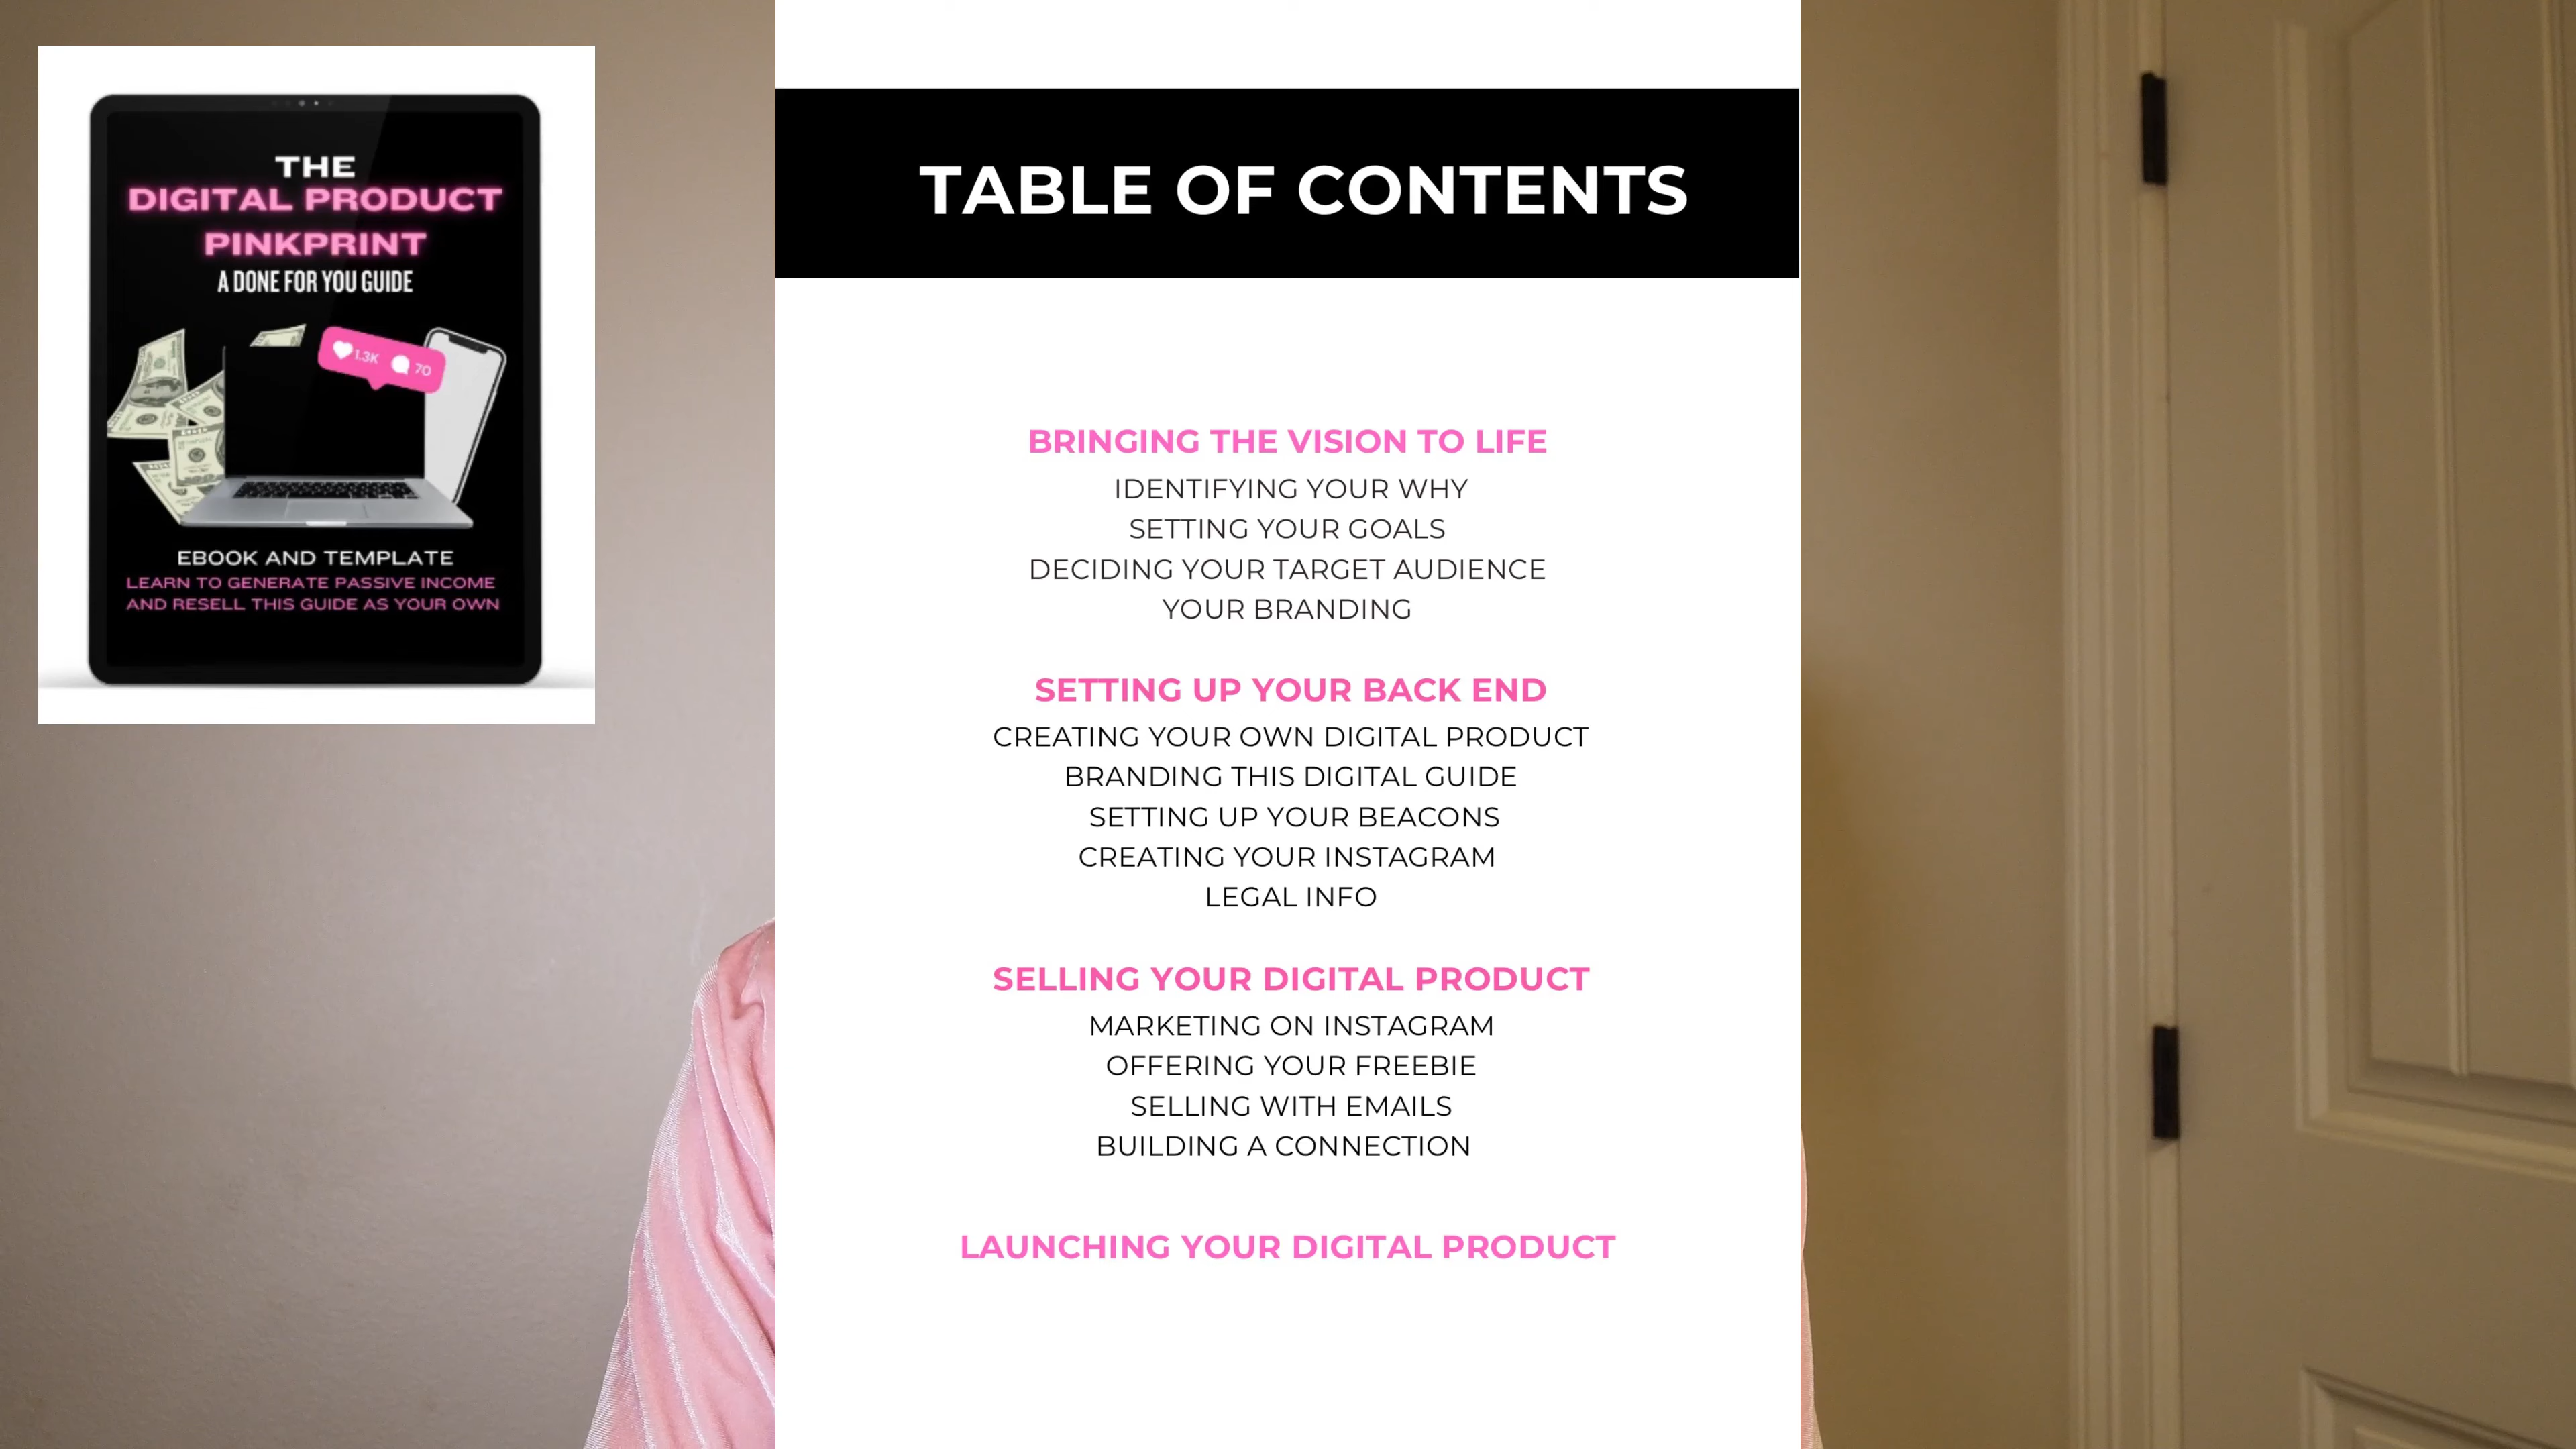 THE
DIGITAL PRODUCT
PINKPRINT
A DONE FOR YOU GUIDE
1.3K 70
EBOOK AND TEMPLATE
LEARN TO GENERATE PASSIVE INCOME
AND RESELL THIS GUIDE AS YOUR OWN
TABLE OF CONTENTS
BRINGING THE VISION TO LIFE
IDENTIFYING YOUR WHY
SETTING YOUR GOALS
DECIDING YOUR TARGET AUDIENCE
YOUR BRANDING
SETTING UP YOUR BACK END
CREATING YOUR OWN DIGITAL PRODUCT
BRANDING THIS DIGITAL GUIDE
SETTING UP YOUR BEACONS
CREATING YOUR INSTAGRAM
LEGAL INFO
SELLING YOUR DIGITAL PRODUCT
MARKETING ON INSTAGRAM
OFFERING YOUR FREEBIE
SELLING WITH EMAILS
BUILDING A CONNECTION
LAUNCHING YOUR DIGITAL PRODUCT